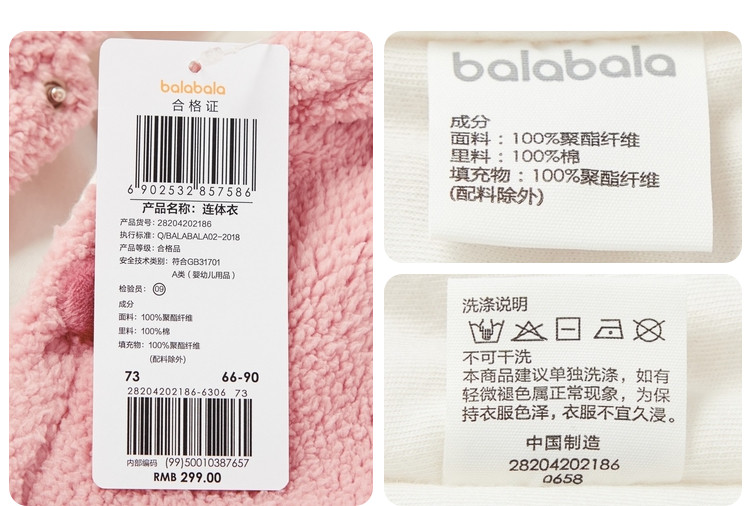 balabala
合格证
6 902532 857586
产品名称：连体衣
产品货号：28204202186
执行标准：Q/BALABALA02-2018
产品等级：合格品
安全技术类别：符合GB31701
A类（婴幼儿用品）
检验员：09
成分
面料：100%聚酯纤维
里料：100%棉
填充物：100%聚酯纤维
(配料除外)
73 66-90
28204202186-6306 73
内部编码 (99)50010387657
RMB 299.00
balabala
成分
面料：100%聚酯纤维
里料：100%棉
填充物：100%聚酯纤维
(配料除外)
洗涤说明
不可干洗
本商品建议单独洗涤，如有
轻微褪色属正常现象，为保
持衣服色泽，衣服不宜久浸。
中国制造
28204202186
0658